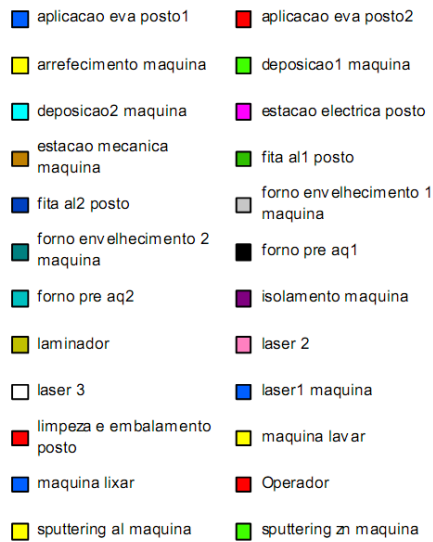 aplicacao eva posto1
aplicacao eva posto2
arrefecimento maquina
deposicao1 maquina
deposicao2 maquina
estacao electrica posto
estacao mecanica
maquina
fita al1 posto
fita al2 posto
forno envelhecimento 1
maquina
forno envelhecimento 2
maquina
forno pre aq1
forno pre aq2
isolamento maquina
laminador
laser 2
laser 3
laser1 maquina
limpeza e embalamento
posto
maquina lavar
maquina lixar
Operador
sputtering al maquina
sputtering zn maquina